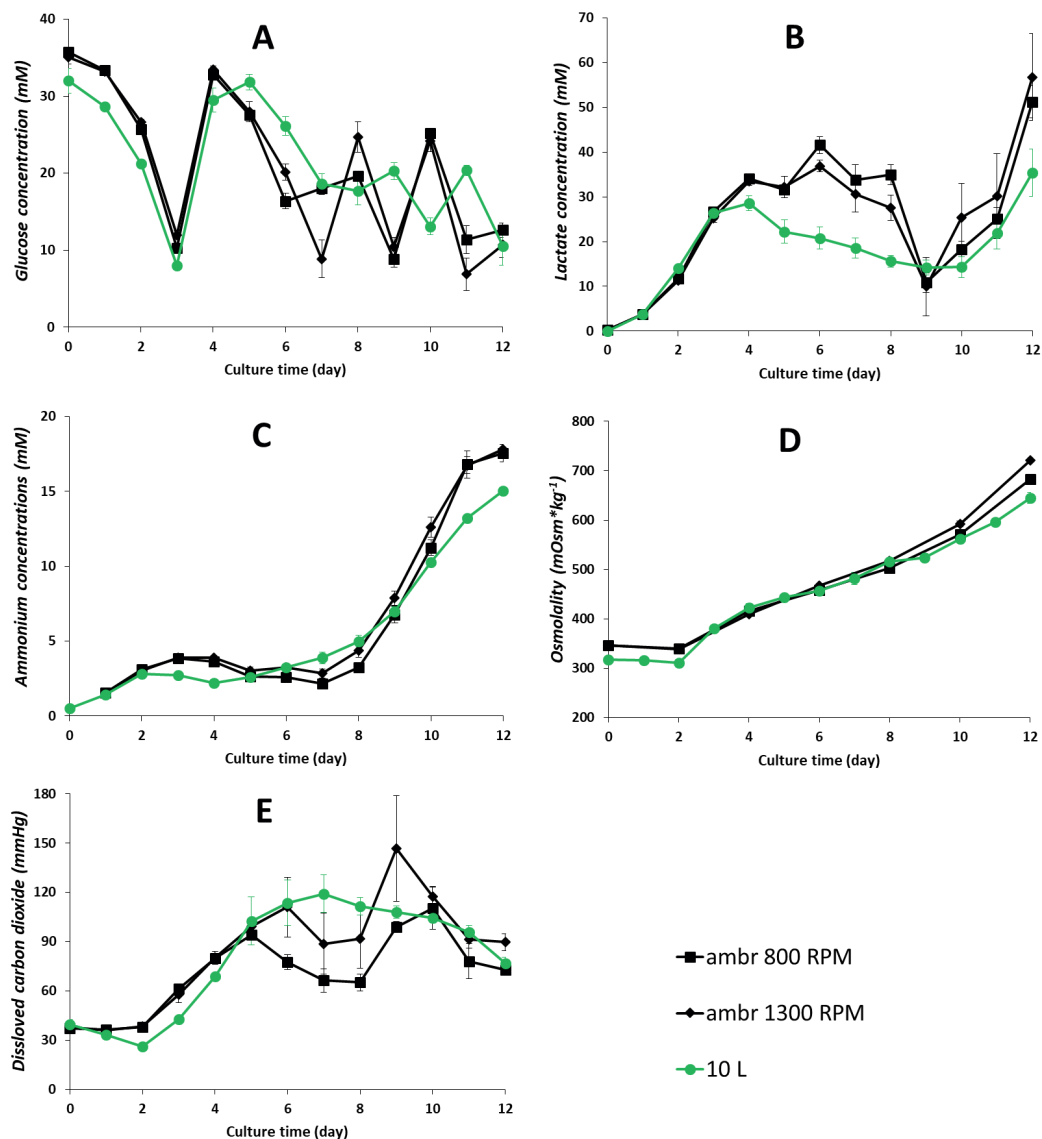 A
Glucose concentration (mM)
40
30
20
10
0
0 2 4 6 8 10 12
Culture time (day)
B
Lactate concentration (mM)
70
60
50
40
30
20
10
0
0 2 4 6 8 10 12
Culture time (day)
C
Ammonium concentrations (mM)
20
15
10
5
0
0 2 4 6 8 10 12
Culture time (day)
D
Osmolality (mOsm*kg-1)
800
700
600
500
400
300
200
0 2 4 6 8 10 12
Culture time (day)
E
Dissloved carbon dioxide (mmHg)
180
150
120
90
60
30
0
0 2 4 6 8 10 12
Culture time (day)
ambr 800 RPM
ambr 1300 RPM
10 L